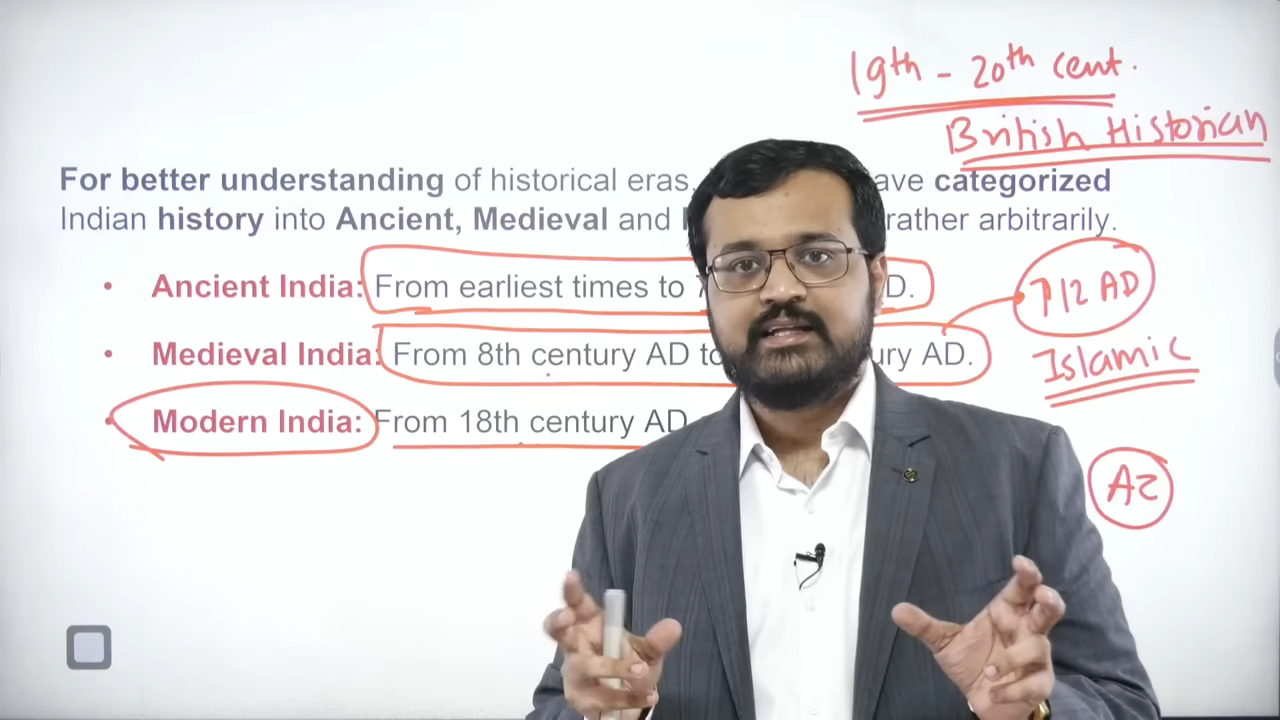 19th - 20th cent.
British Historian
For better understanding of historical eras, ave categorized
Indian history into Ancient, Medieval and rather arbitrarily.
• Ancient India: From earliest times to D.
712 AD
• Medieval India: From 8th century AD to ury AD.
Islamic
• Modern India: From 18th century AD